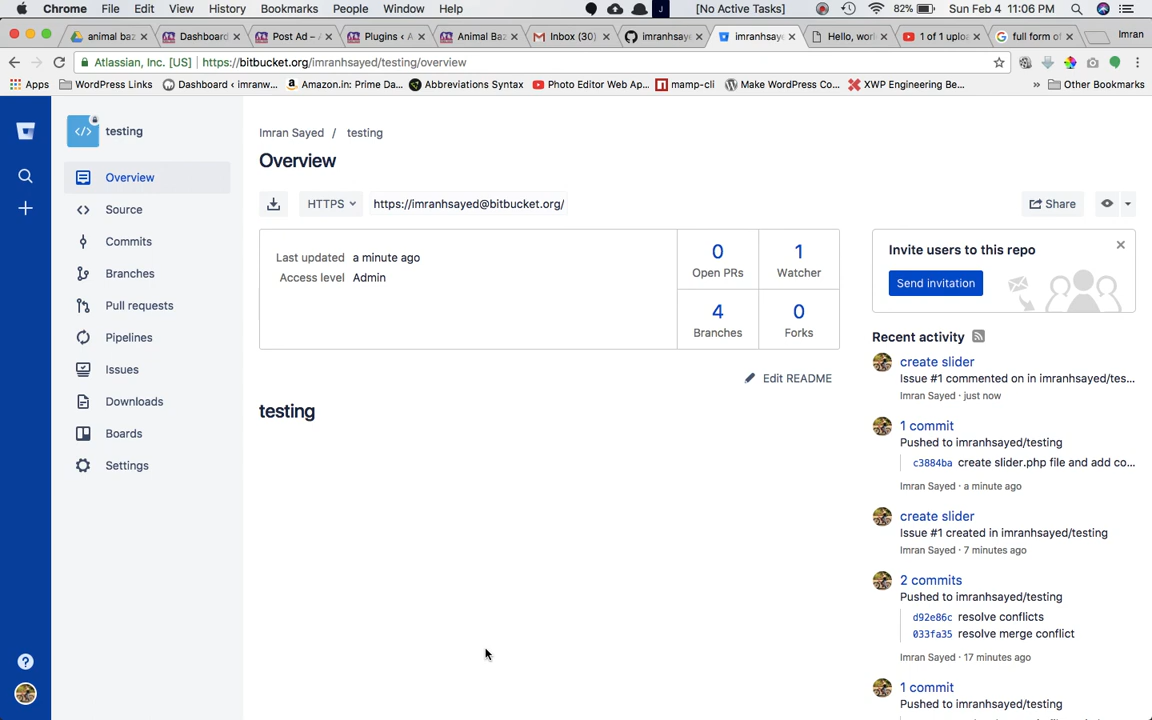 Chrome File Edit View History Bookmarks People Window Help [No Active Tasks] 82% Sun Feb 4 11:06 PM
animal baz Dashboard Post Ad – Plugins ‹ A Animal Baz Inbox (30) imranhsay imranhsay Hello, wor 1 of 1 uploa full form o Imran
Atlassian, Inc. [US] https://bitbucket.org/imranhsayed/testing/overview
Apps WordPress Links Dashboard ‹ imranw... Amazon.in: Prime Da... Abbreviations Syntax Photo Editor Web Ap... mamp-cli Make WordPress Co... XWP Engineering Be... » Other Bookmarks
testing
Overview
Source
Commits
Branches
Pull requests
Pipelines
Issues
Downloads
Boards
Settings
Imran Sayed / testing
Overview
HTTPS https://imranhsayed@bitbucket.org/
Share
Last updated a minute ago
Access level Admin
0 Open PRs
1 Watcher
4 Branches
0 Forks
Edit README
testing
Invite users to this repo
Send invitation
Recent activity
create slider
Issue #1 commented on in imranhsayed/tes...
Imran Sayed · just now
1 commit
Pushed to imranhsayed/testing
c3884ba create slider.php file and add co...
Imran Sayed · a minute ago
create slider
Issue #1 created in imranhsayed/testing
Imran Sayed · 7 minutes ago
2 commits
Pushed to imranhsayed/testing
d92e86c resolve conflicts
033fa35 resolve merge conflict
Imran Sayed · 17 minutes ago
1 commit
Pushed to imranhsayed/testing